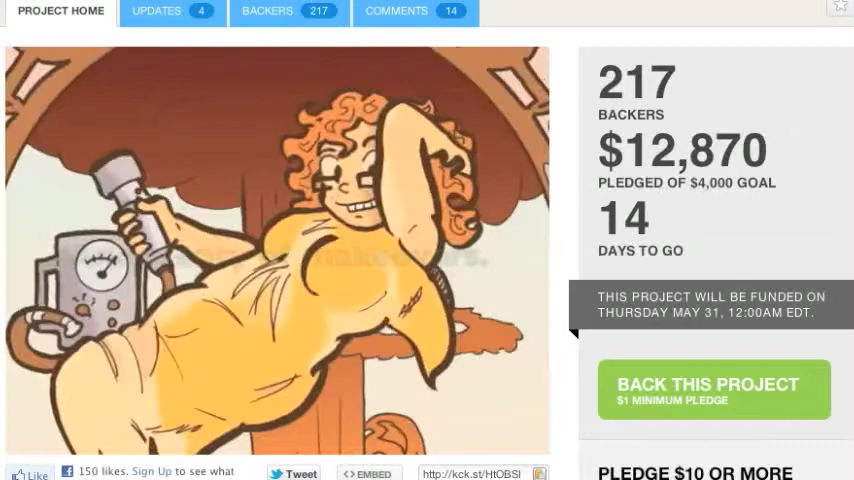 PROJECT HOME
UPDATES 4
BACKERS 217
COMMENTS 14
217
BACKERS
$12,870
PLEDGED OF $4,000 GOAL
14
DAYS TO GO
THIS PROJECT WILL BE FUNDED ON
THURSDAY MAY 31, 12:00AM EDT.
BACK THIS PROJECT
$1 MINIMUM PLEDGE
Like
150 likes. Sign Up to see what
Tweet
<>EMBED
http://kck.st/HtOBSI
PLEDGE $10 OR MORE